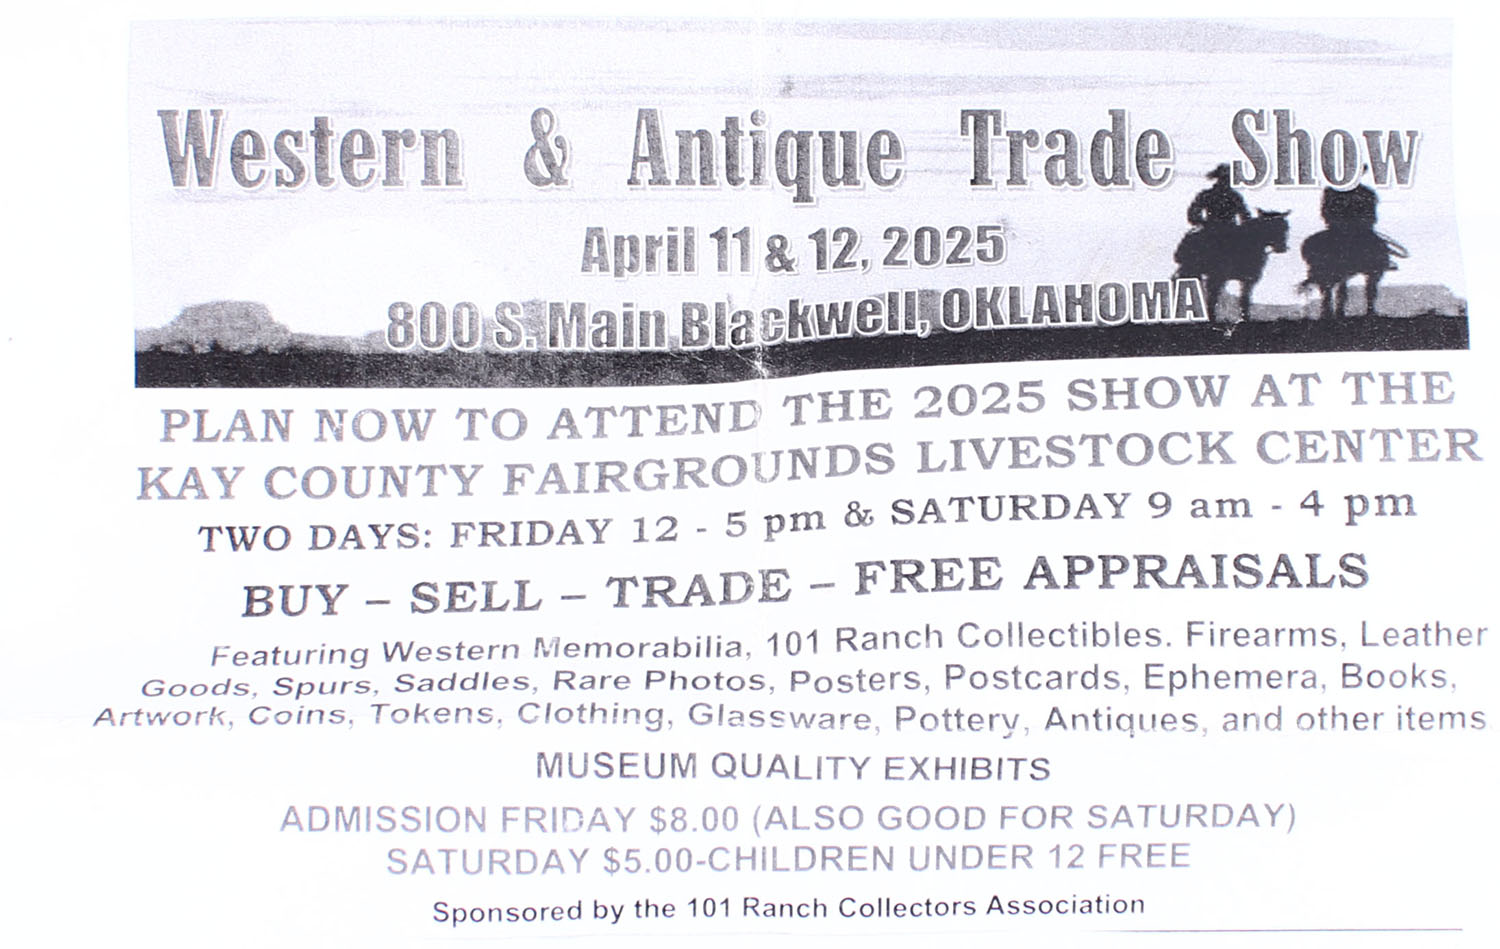 Western & Antique Trade Show
April 11 & 12, 2025
800 S. Main Blackwell, OKLAHOMA
PLAN NOW TO ATTEND THE 2025 SHOW AT THE
KAY COUNTY FAIRGROUNDS LIVESTOCK CENTER
TWO DAYS: FRIDAY 12 - 5 pm & SATURDAY 9 am - 4 pm
BUY – SELL – TRADE – FREE APPRAISALS
Featuring Western Memorabilia, 101 Ranch Collectibles. Firearms, Leather
Goods, Spurs, Saddles, Rare Photos, Posters, Postcards, Ephemera, Books,
Artwork, Coins, Tokens, Clothing, Glassware, Pottery, Antiques, and other items
MUSEUM QUALITY EXHIBITS
ADMISSION FRIDAY $8.00 (ALSO GOOD FOR SATURDAY)
SATURDAY $5.00-CHILDREN UNDER 12 FREE
Sponsored by the 101 Ranch Collectors Association